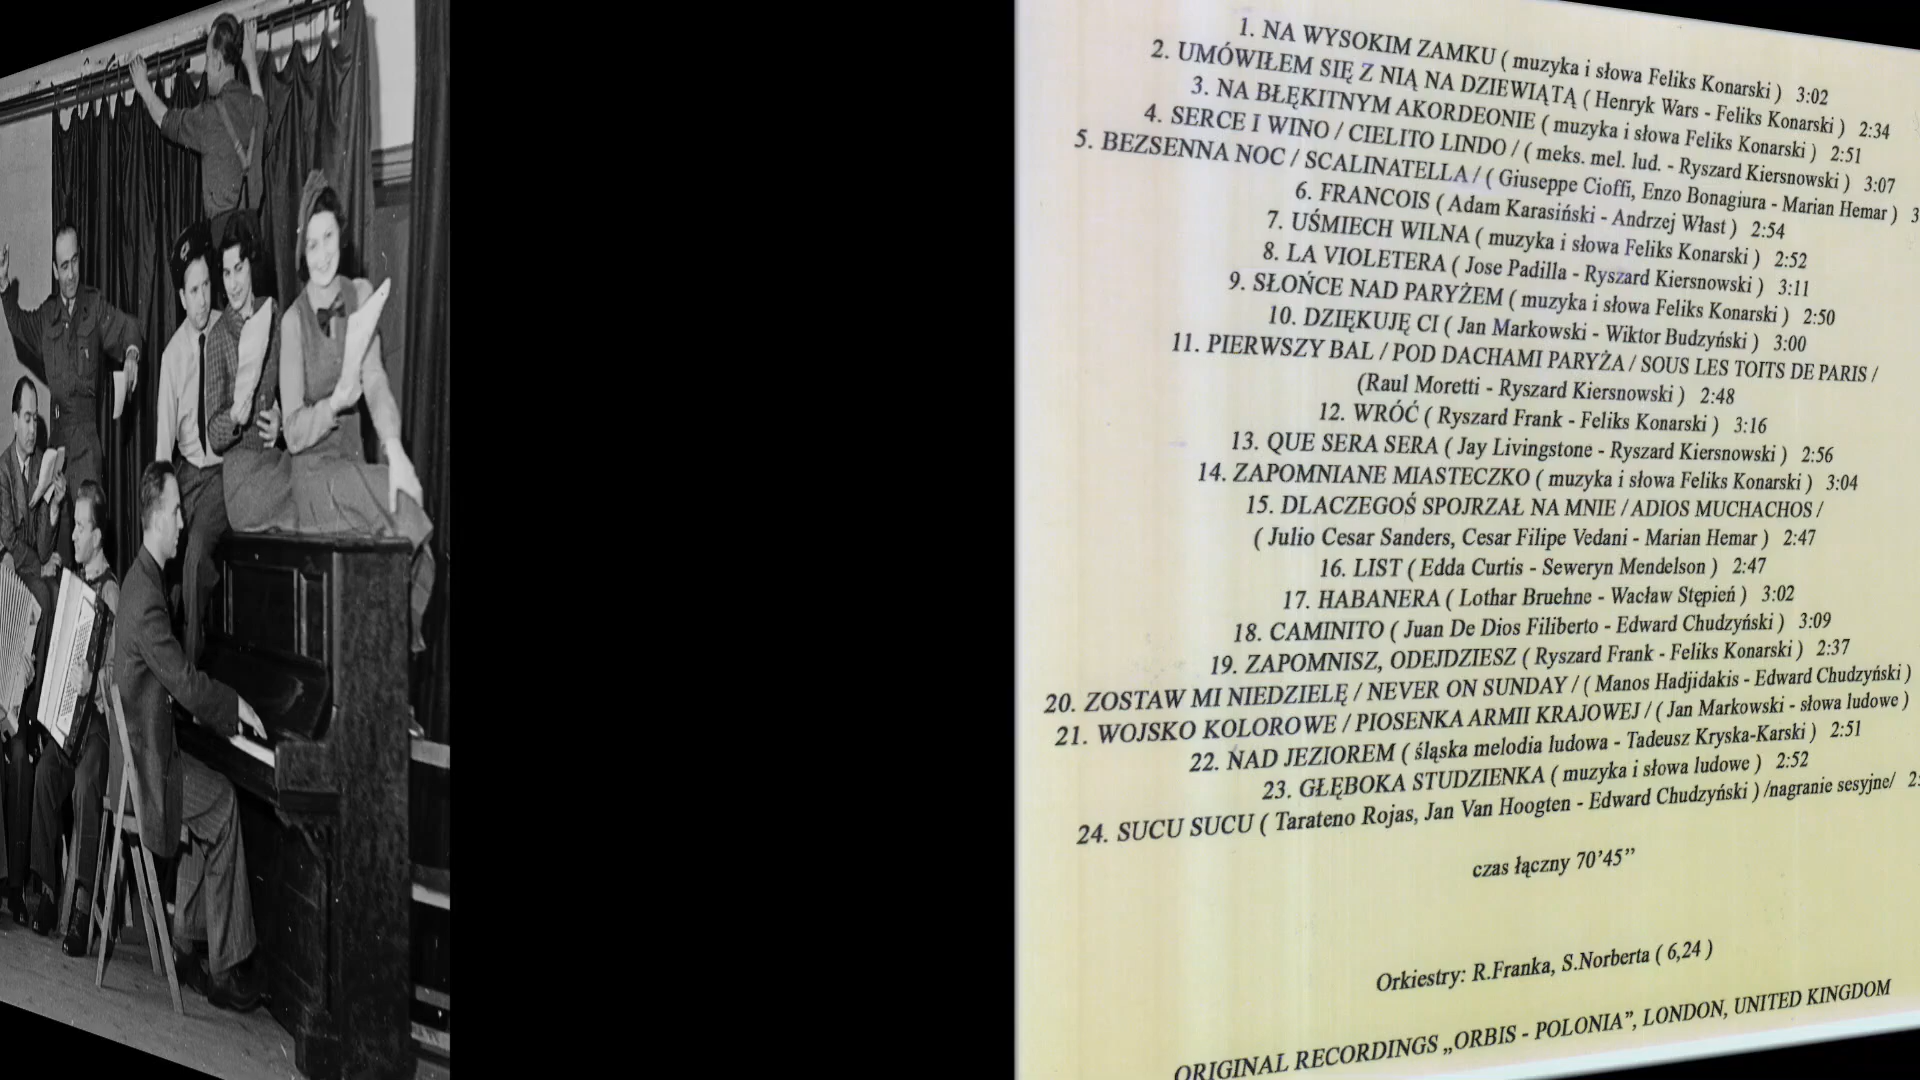 1. NA WYSOKIM ZAMKU ( muzyka i słowa Feliks Konarski ) 3:02
2. UMÓWIŁEM SIĘ Z NIĄ NA DZIEWIĄTĄ ( Henryk Wars - Feliks Konarski ) 2:34
3. NA BŁĘKITNYM AKORDEONIE ( muzyka i słowa Feliks Konarski ) 2:51
4. SERCE I WINO / CIELITO LINDO / ( meks. mel. lud. - Ryszard Kiersnowski ) 3:07
5. BEZSENNA NOC / SCALINATELLA / ( Giuseppe Cioffi, Enzo Bonagiura - Marian Hemar )
6. FRANCOIS ( Adam Karasiński - Andrzej Włast ) 2:54
7. UŚMIECH WILNA ( muzyka i słowa Feliks Konarski ) 2:52
8. LA VIOLETERA ( Jose Padilla - Ryszard Kiersnowski ) 3:11
9. SŁOŃCE NAD PARYŻEM ( muzyka i słowa Feliks Konarski ) 2:50
10. DZIĘKUJĘ CI ( Jan Markowski - Wiktor Budzyński ) 3:00
11. PIERWSZY BAL / POD DACHAMI PARYŻA / SOUS LES TOITS DE PARIS /
(Raul Moretti - Ryszard Kiersnowski ) 2:48
12. WRÓĆ ( Ryszard Frank - Feliks Konarski ) 3:16
13. QUE SERA SERA ( Jay Livingstone - Ryszard Kiersnowski ) 2:56
14. ZAPOMNIANE MIASTECZKO ( muzyka i słowa Feliks Konarski ) 3:04
15. DLACZEGOŚ SPOJRZAŁ NA MNIE / ADIOS MUCHACHOS /
( Julio Cesar Sanders, Cesar Filipe Vedani - Marian Hemar ) 2:47
16. LIST ( Edda Curtis - Seweryn Mendelson ) 2:47
17. HABANERA ( Lothar Bruehne - Wacław Stępień ) 3:02
18. CAMINITO ( Juan De Dios Filiberto - Edward Chudzyński ) 3:09
19. ZAPOMNISZ, ODEJDZIESZ ( Ryszard Frank - Feliks Konarski ) 2:37
20. ZOSTAW MI NIEDZIELĘ / NEVER ON SUNDAY / ( Manos Hadjidakis - Edward Chudzyński )
21. WOJSKO KOLOROWE / PIOSENKA ARMII KRAJOWEJ / ( Jan Markowski - słowa ludowe )
22. NAD JEZIOREM ( śląska melodia ludowa - Tadeusz Kryska-Karski ) 2:51
23. GŁĘBOKA STUDZIENKA ( muzyka i słowa ludowe ) 2:52
24. SUCU SUCU ( Tarateno Rojas, Jan Van Hoogten - Edward Chudzyński ) /nagranie sesyjne/
czas łączny 70’45”
Orkiestry: R.Franka, S.Norberta ( 6,24 )
ORIGINAL RECORDINGS „ORBIS - POLONIA”, LONDON, UNITED KINGDOM